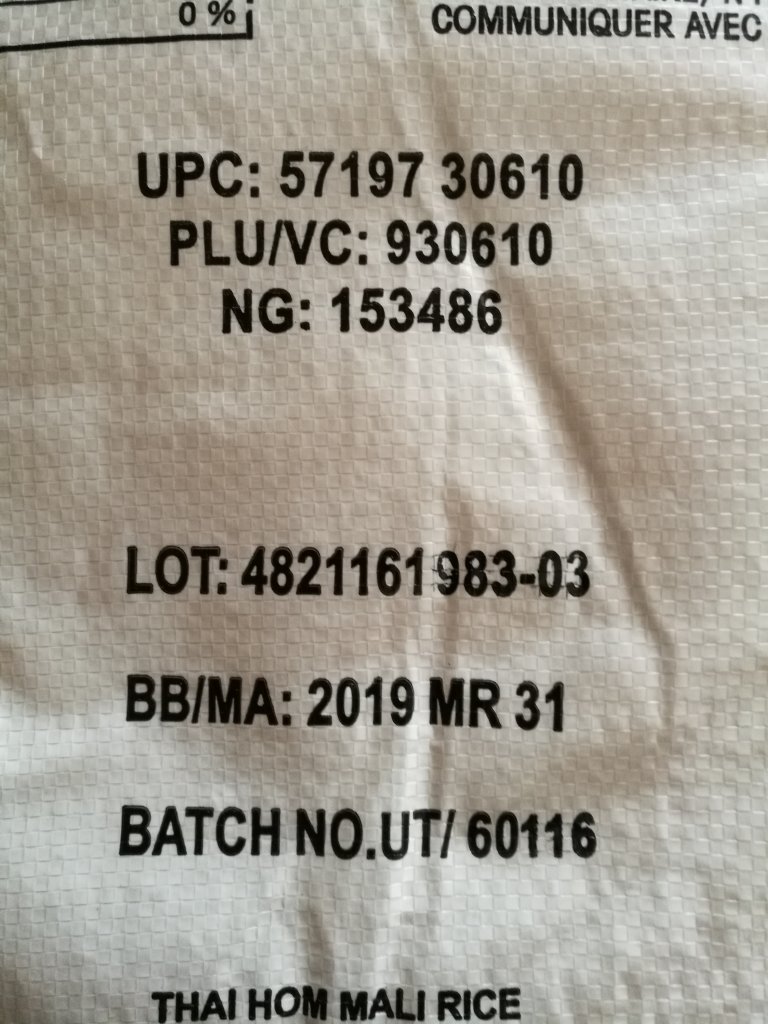 0 %
COMMUNIQUER AVEC
UPC: 57197 30610
PLU/VC: 930610
NG: 153486
LOT: 4821161983-03
BB/MA: 2019 MR 31
BATCH NO.UT/ 60116
THAI HOM MALI RICE